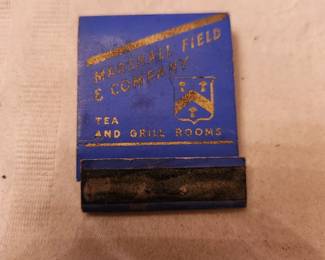 MARSHALL FIELD
& COMPANY
TEA
AND GRILL ROOMS